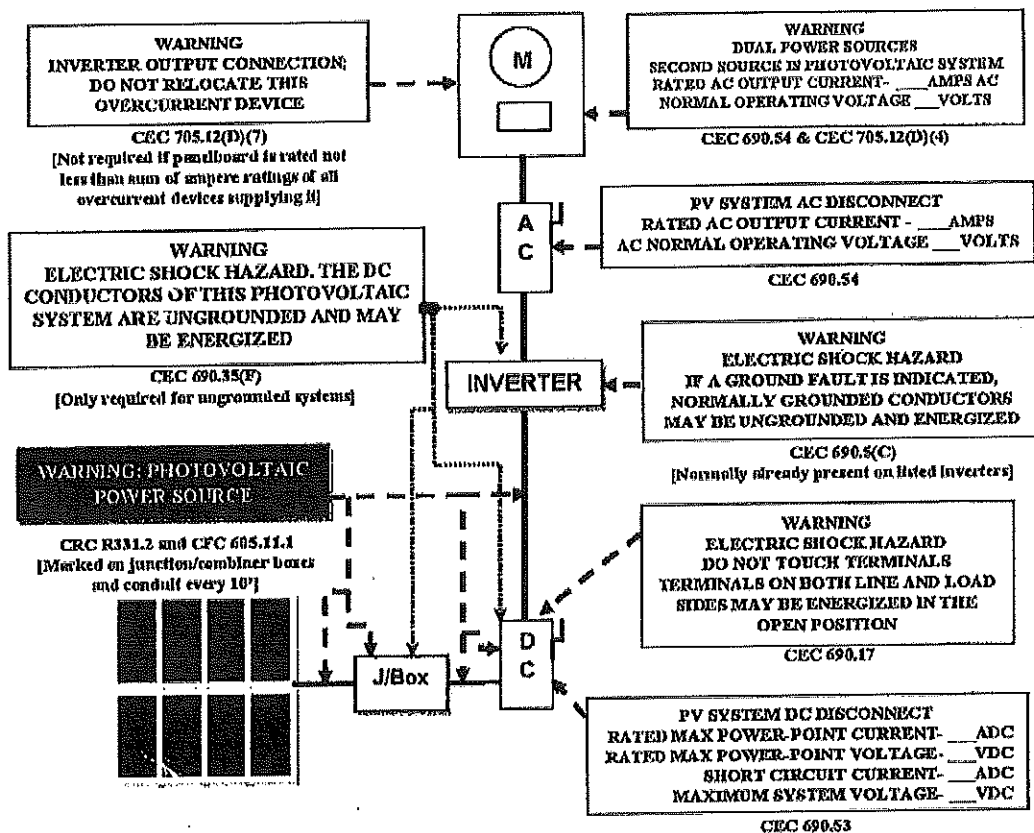 WARNING
INVERTER OUTPUT CONNECTION;
DO NOT RELOCATE THIS
OVERCURRENT DEVICE
CEC 705.12(D)(7)
[Not required if panelboard is rated not
less than sum of ampere ratings of all
overcurrent devices supplying it]
M
WARNING
DUAL POWER SOURCES
SECOND SOURCE IS PHOTOVOLTAIC SYSTEM
RATED AC OUTPUT CURRENT- ___AMPS AC
NORMAL OPERATING VOLTAGE ___VOLTS
CEC 690.54 & CEC 705.12(D)(4)
A
C
PV SYSTEM AC DISCONNECT
RATED AC OUTPUT CURRENT - ___AMPS
AC NORMAL OPERATING VOLTAGE ___VOLTS
CEC 690.54
WARNING
ELECTRIC SHOCK HAZARD. THE DC
CONDUCTORS OF THIS PHOTOVOLTAIC
SYSTEM ARE UNGROUNDED AND MAY
BE ENERGIZED
CEC 690.35(F)
[Only required for ungrounded systems]
INVERTER
WARNING
ELECTRIC SHOCK HAZARD
IF A GROUND FAULT IS INDICATED,
NORMALLY GROUNDED CONDUCTORS
MAY BE UNGROUNDED AND ENERGIZED
CEC 690.5(C)
[Normally already present on listed inverters]
WARNING: PHOTOVOLTAIC
POWER SOURCE
CRC R331.2 and CFC 605.11.1
[Marked on junction/combiner boxes
and conduit every 10']
WARNING
ELECTRIC SHOCK HAZARD
DO NOT TOUCH TERMINALS
TERMINALS ON BOTH LINE AND LOAD
SIDES MAY BE ENERGIZED IN THE
OPEN POSITION
CEC 690.17
J/Box
D
C
PV SYSTEM DC DISCONNECT
RATED MAX POWER-POINT CURRENT- ___ADC
RATED MAX POWER-POINT VOLTAGE- ___VDC
SHORT CIRCUIT CURRENT- ___ADC
MAXIMUM SYSTEM VOLTAGE- ___VDC
CEC 690.53